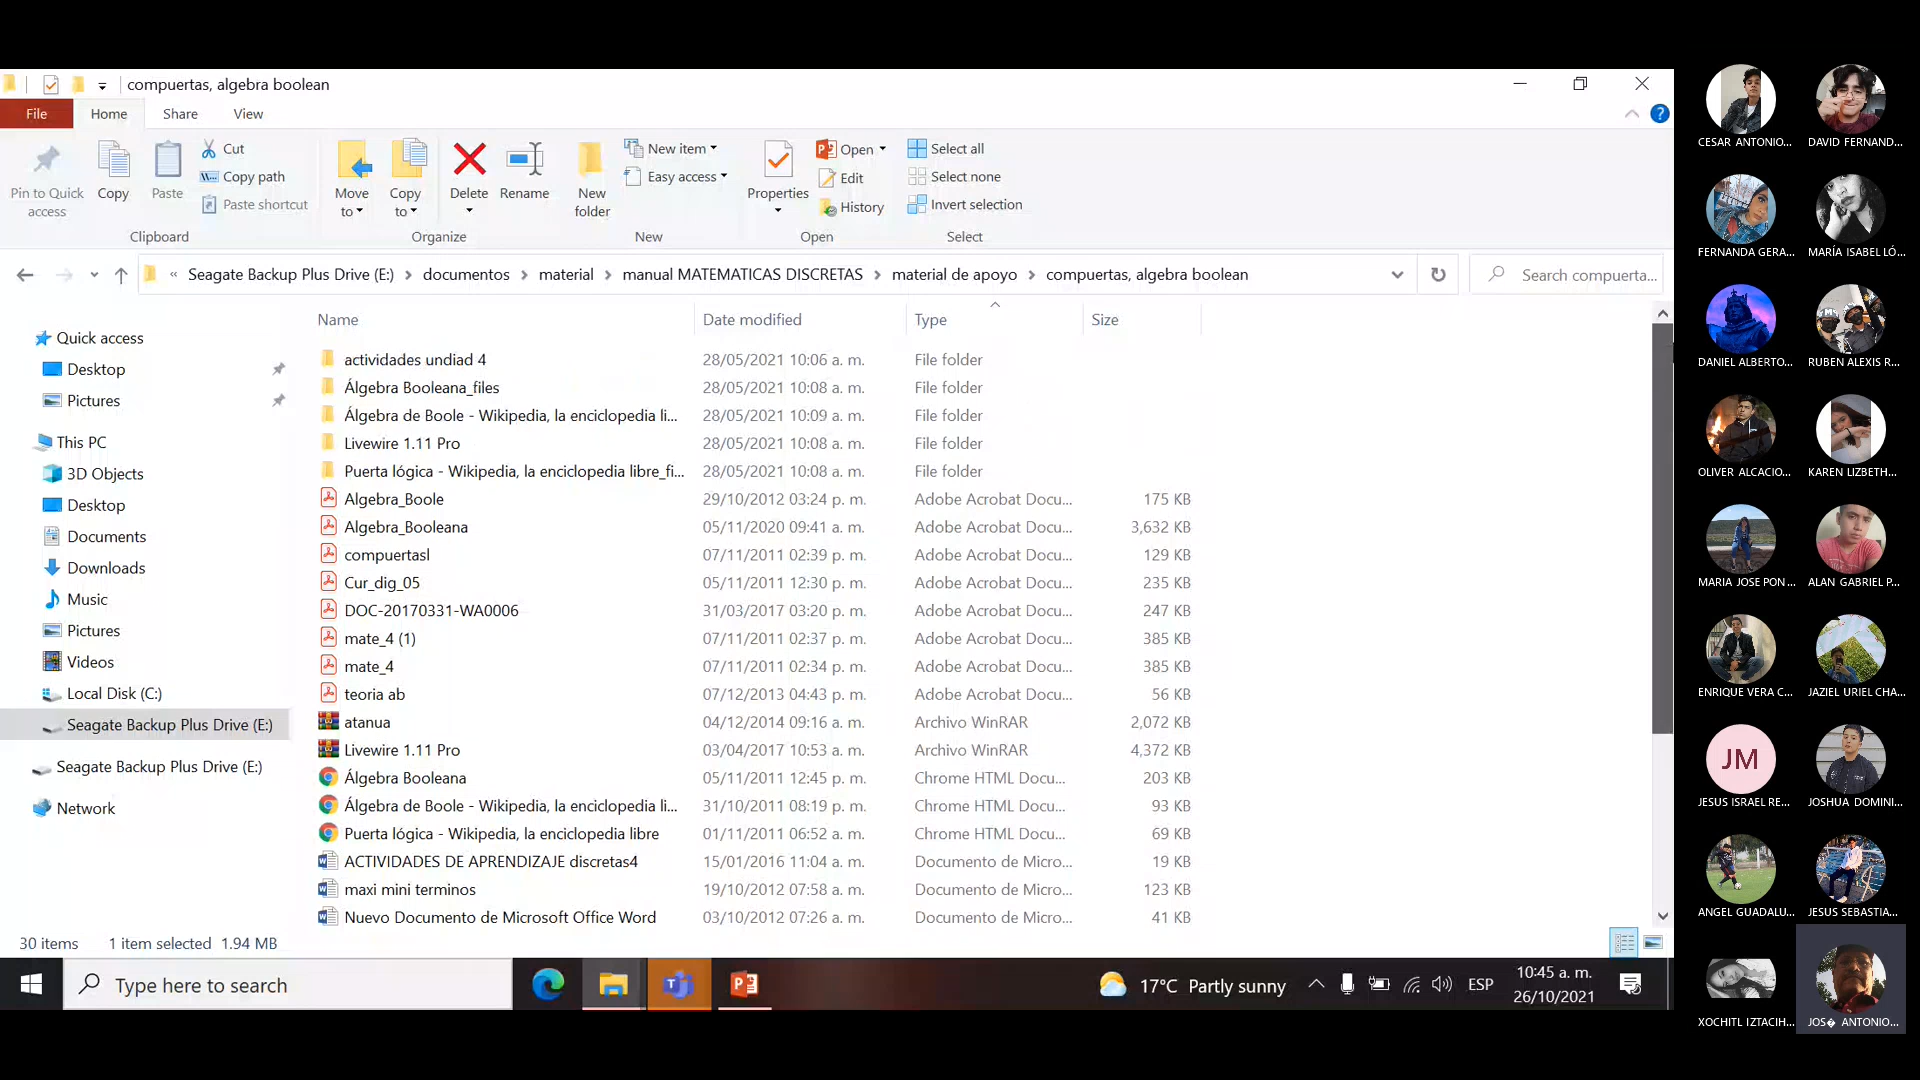 compuertas, algebra boolean
File
Home
Share
View
Pin to Quick access
Copy
Paste
Cut
Copy path
Paste shortcut
Clipboard
Move to
Copy to
Delete
Rename
Organize
New folder
New item
Easy access
New
Properties
Open
Edit
History
Open
Select all
Select none
Invert selection
Select
« Seagate Backup Plus Drive (E:) > documentos > material > manual MATEMATICAS DISCRETAS > material de apoyo > compuertas, algebra boolean
Search compuerta...
Quick access
Desktop
Pictures
This PC
3D Objects
Desktop
Documents
Downloads
Music
Pictures
Videos
Local Disk (C:)
Seagate Backup Plus Drive (E:)
Seagate Backup Plus Drive (E:)
Network
Name Date modified Type Size
actividades undiad 4 28/05/2021 10:06 a. m. File folder
Álgebra Booleana_files 28/05/2021 10:08 a. m. File folder
Álgebra de Boole - Wikipedia, la enciclopedia li... 28/05/2021 10:09 a. m. File folder
Livewire 1.11 Pro 28/05/2021 10:08 a. m. File folder
Puerta lógica - Wikipedia, la enciclopedia libre_fi... 28/05/2021 10:08 a. m. File folder
Algebra_Boole 29/10/2012 03:24 p. m. Adobe Acrobat Docu... 175 KB
Algebra_Booleana 05/11/2020 09:41 a. m. Adobe Acrobat Docu... 3,632 KB
compuertasl 07/11/2011 02:39 p. m. Adobe Acrobat Docu... 129 KB
Cur_dig_05 05/11/2011 12:30 p. m. Adobe Acrobat Docu... 235 KB
DOC-20170331-WA0006 31/03/2017 03:20 p. m. Adobe Acrobat Docu... 247 KB
mate_4 (1) 07/11/2011 02:37 p. m. Adobe Acrobat Docu... 385 KB
mate_4 07/11/2011 02:34 p. m. Adobe Acrobat Docu... 385 KB
teoria ab 07/12/2013 04:43 p. m. Adobe Acrobat Docu... 56 KB
atanua 04/12/2014 09:16 a. m. Archivo WinRAR 2,072 KB
Livewire 1.11 Pro 03/04/2017 10:53 a. m. Archivo WinRAR 4,372 KB
Álgebra Booleana 05/11/2011 12:45 p. m. Chrome HTML Docu... 203 KB
Álgebra de Boole - Wikipedia, la enciclopedia li... 31/10/2011 08:19 p. m. Chrome HTML Docu... 93 KB
Puerta lógica - Wikipedia, la enciclopedia libre 01/11/2011 06:52 a. m. Chrome HTML Docu... 69 KB
ACTIVIDADES DE APRENDIZAJE discretas4 15/01/2016 11:04 a. m. Documento de Micro... 19 KB
maxi mini terminos 19/10/2012 07:58 a. m. Documento de Micro... 123 KB
Nuevo Documento de Microsoft Office Word 03/10/2012 07:26 a. m. Documento de Micro... 41 KB
30 items 1 item selected 1.94 MB
Type here to search
17°C Partly sunny
ESP
10:45 a. m.
26/10/2021
CESAR ANTONIO...
DAVID FERNAND...
FERNANDA GERA...
MARÍA ISABEL LÓ...
DANIEL ALBERTO...
RUBEN ALEXIS R...
OLIVER ALCACIO...
KAREN LIZBETH...
MARIA JOSE PON...
ALAN GABRIEL P...
ENRIQUE VERA C...
JAZIEL URIEL CHA...
JM
JESUS ISRAEL RE...
JOSHUA DOMINI...
ANGEL GUADALU...
JESUS SEBASTIA...
XOCHITL IZTACIH...
JOS� ANTONIO...